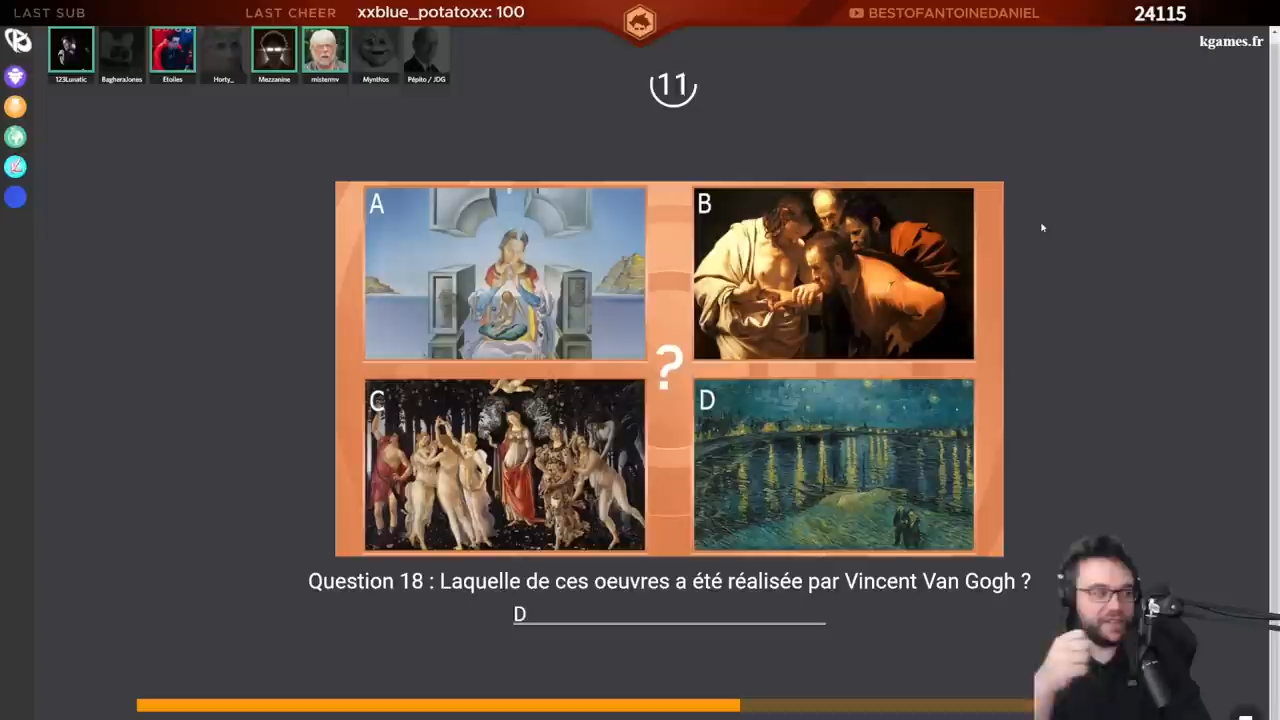 LAST SUB
LAST CHEER xxblue_potatoxx: 100
BESTOFANTOINEDANIEL
24115
kgames.fr
123Lunatic
BagheraJones
Etoiles
Horty_
Mezzanine
mistermv
Mynthos
Pépito / JDG
11
A
B
?
C
D
Question 18 : Laquelle de ces oeuvres a été réalisée par Vincent Van Gogh ?
D